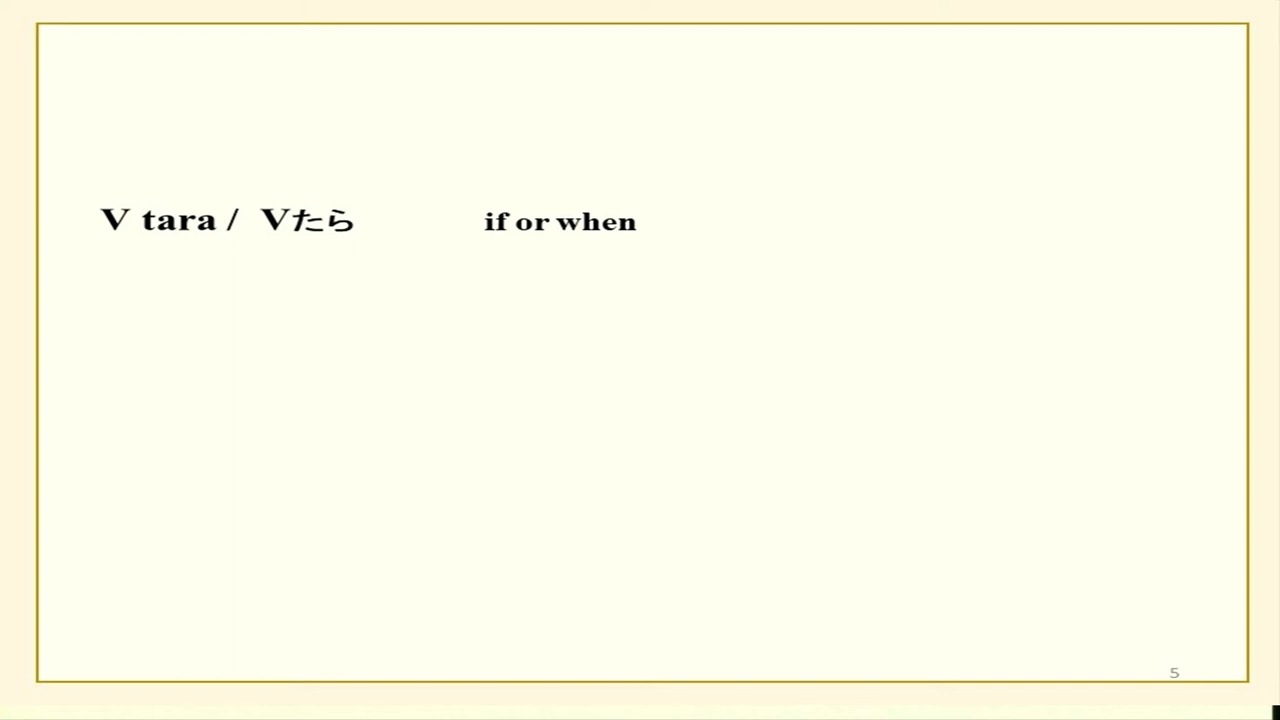 V tara / Vたら if or when
5